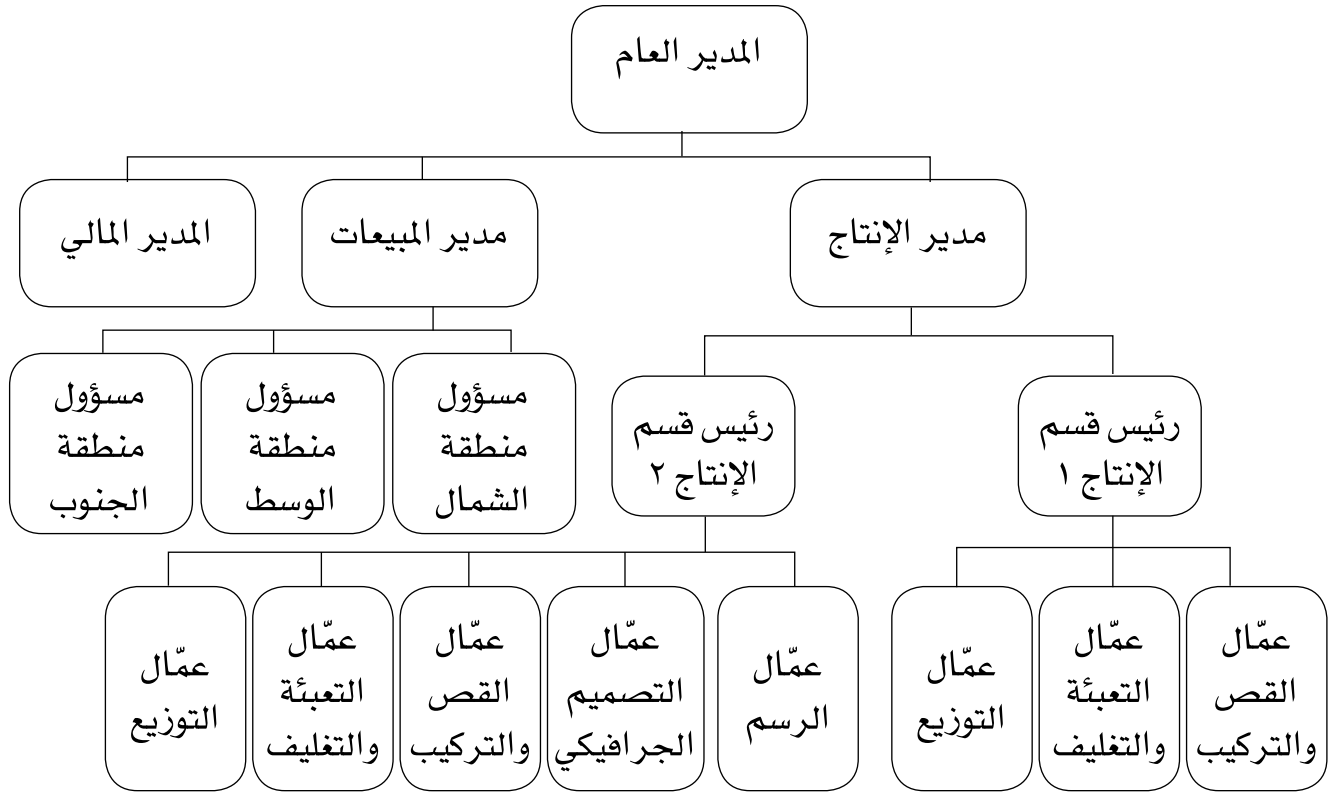 المدير العام
مدير الإنتاج
مدير المبيعات
المدير المالي
رئيس قسم
الإنتاج ١
رئيس قسم
الإنتاج ٢
مسؤول
منطقة
الشمال
مسؤول
منطقة
الوسط
مسؤول
منطقة
الجنوب
عمّال
القص
والتركيب
عمّال
التعبئة
والتغليف
عمّال
التوزيع
عمّال
الرسم
عمّال
التصميم
الجرافيكي
عمّال
القص
والتركيب
عمّال
التعبئة
والتغليف
عمّال
التوزيع